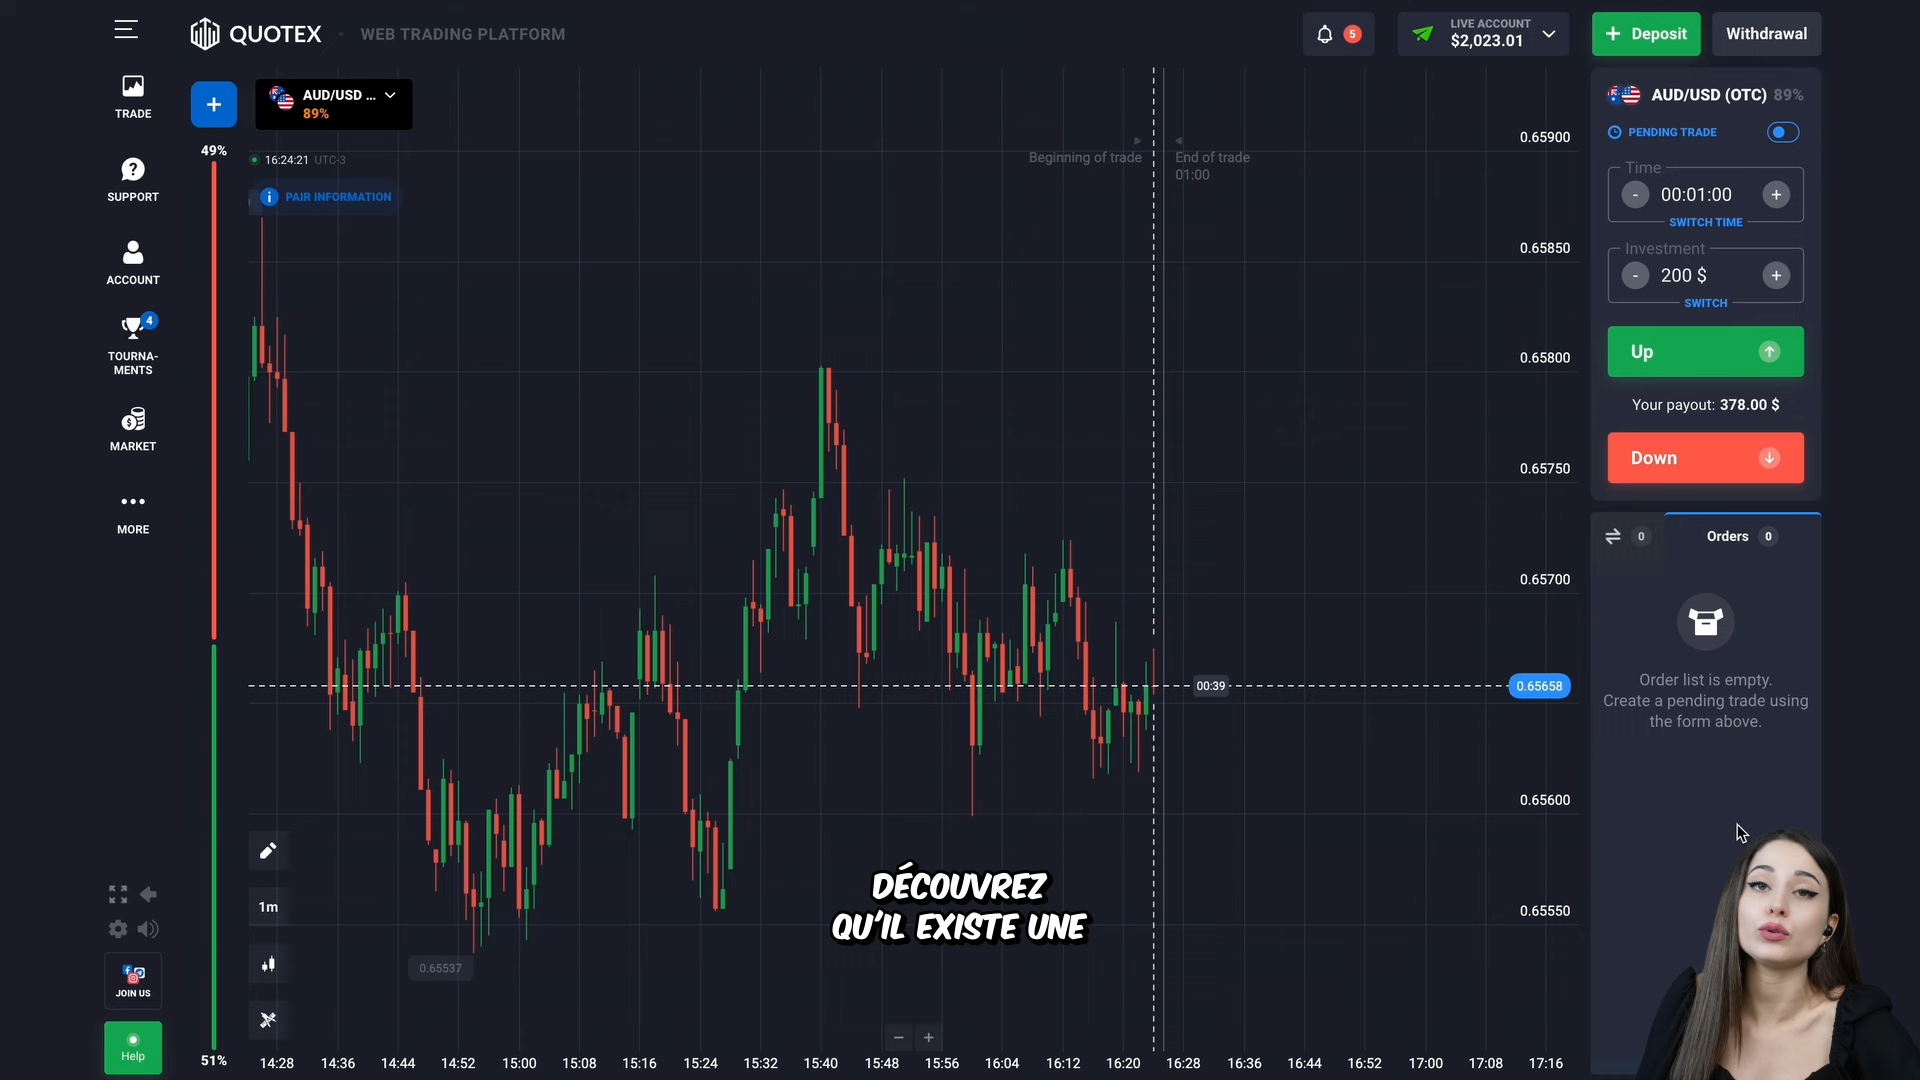 QUOTEX
WEB TRADING PLATFORM
5
LIVE ACCOUNT
$2,023.01
+ Deposit
Withdrawal
TRADE
SUPPORT
ACCOUNT
4
TOURNA-
MENTS
MARKET
MORE
JOIN US
Help
+
AUD/USD ...
89%
49%
16:24:21 UTC-3
PAIR INFORMATION
51%
Beginning of trade
End of trade
01:00
0.65900
0.65850
0.65800
0.65750
0.65700
0.65658
0.65600
0.65550
00:39
0.65537
1m
DÉCOUVREZ
QU'IL EXISTE UNE
− +
14:28 14:36 14:44 14:52 15:00 15:08 15:16 15:24 15:32 15:40 15:48 15:56 16:04 16:12 16:20 16:28 16:36 16:44 16:52 17:00 17:08 17:16
AUD/USD (OTC) 89%
PENDING TRADE
Time
- 00:01:00 +
SWITCH TIME
Investment
- 200 $ +
SWITCH
Up
Your payout: 378.00 $
Down
0
Orders 0
Order list is empty.
Create a pending trade using
the form above.